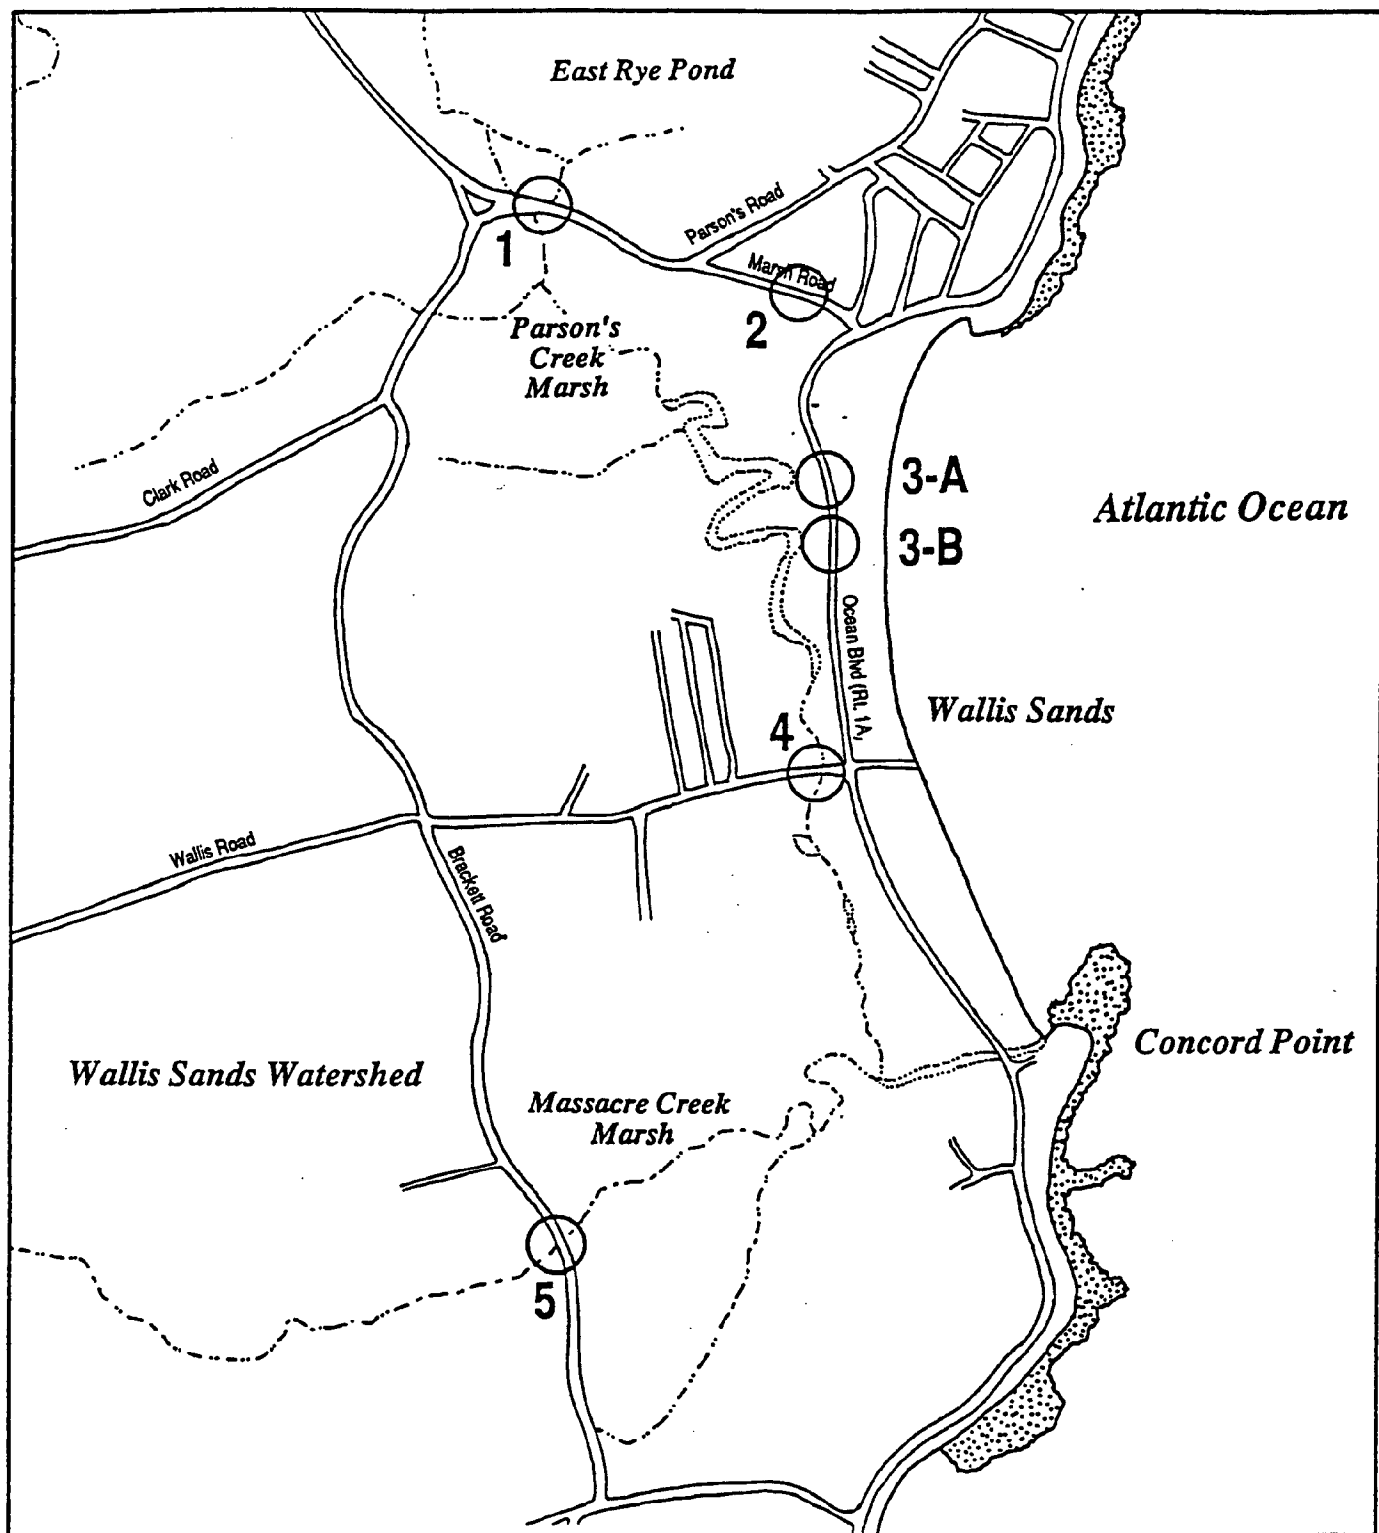 East Rye Pond
Parson's Road
1
Marsh Road
2
Parson's
Creek
Marsh
Clark Road
3-A
Atlantic Ocean
3-B
Ocean Blvd (Rt. 1A)
Wallis Sands
4
Wallis Road
Brackett Road
Concord Point
Wallis Sands Watershed
Massacre Creek
Marsh
5